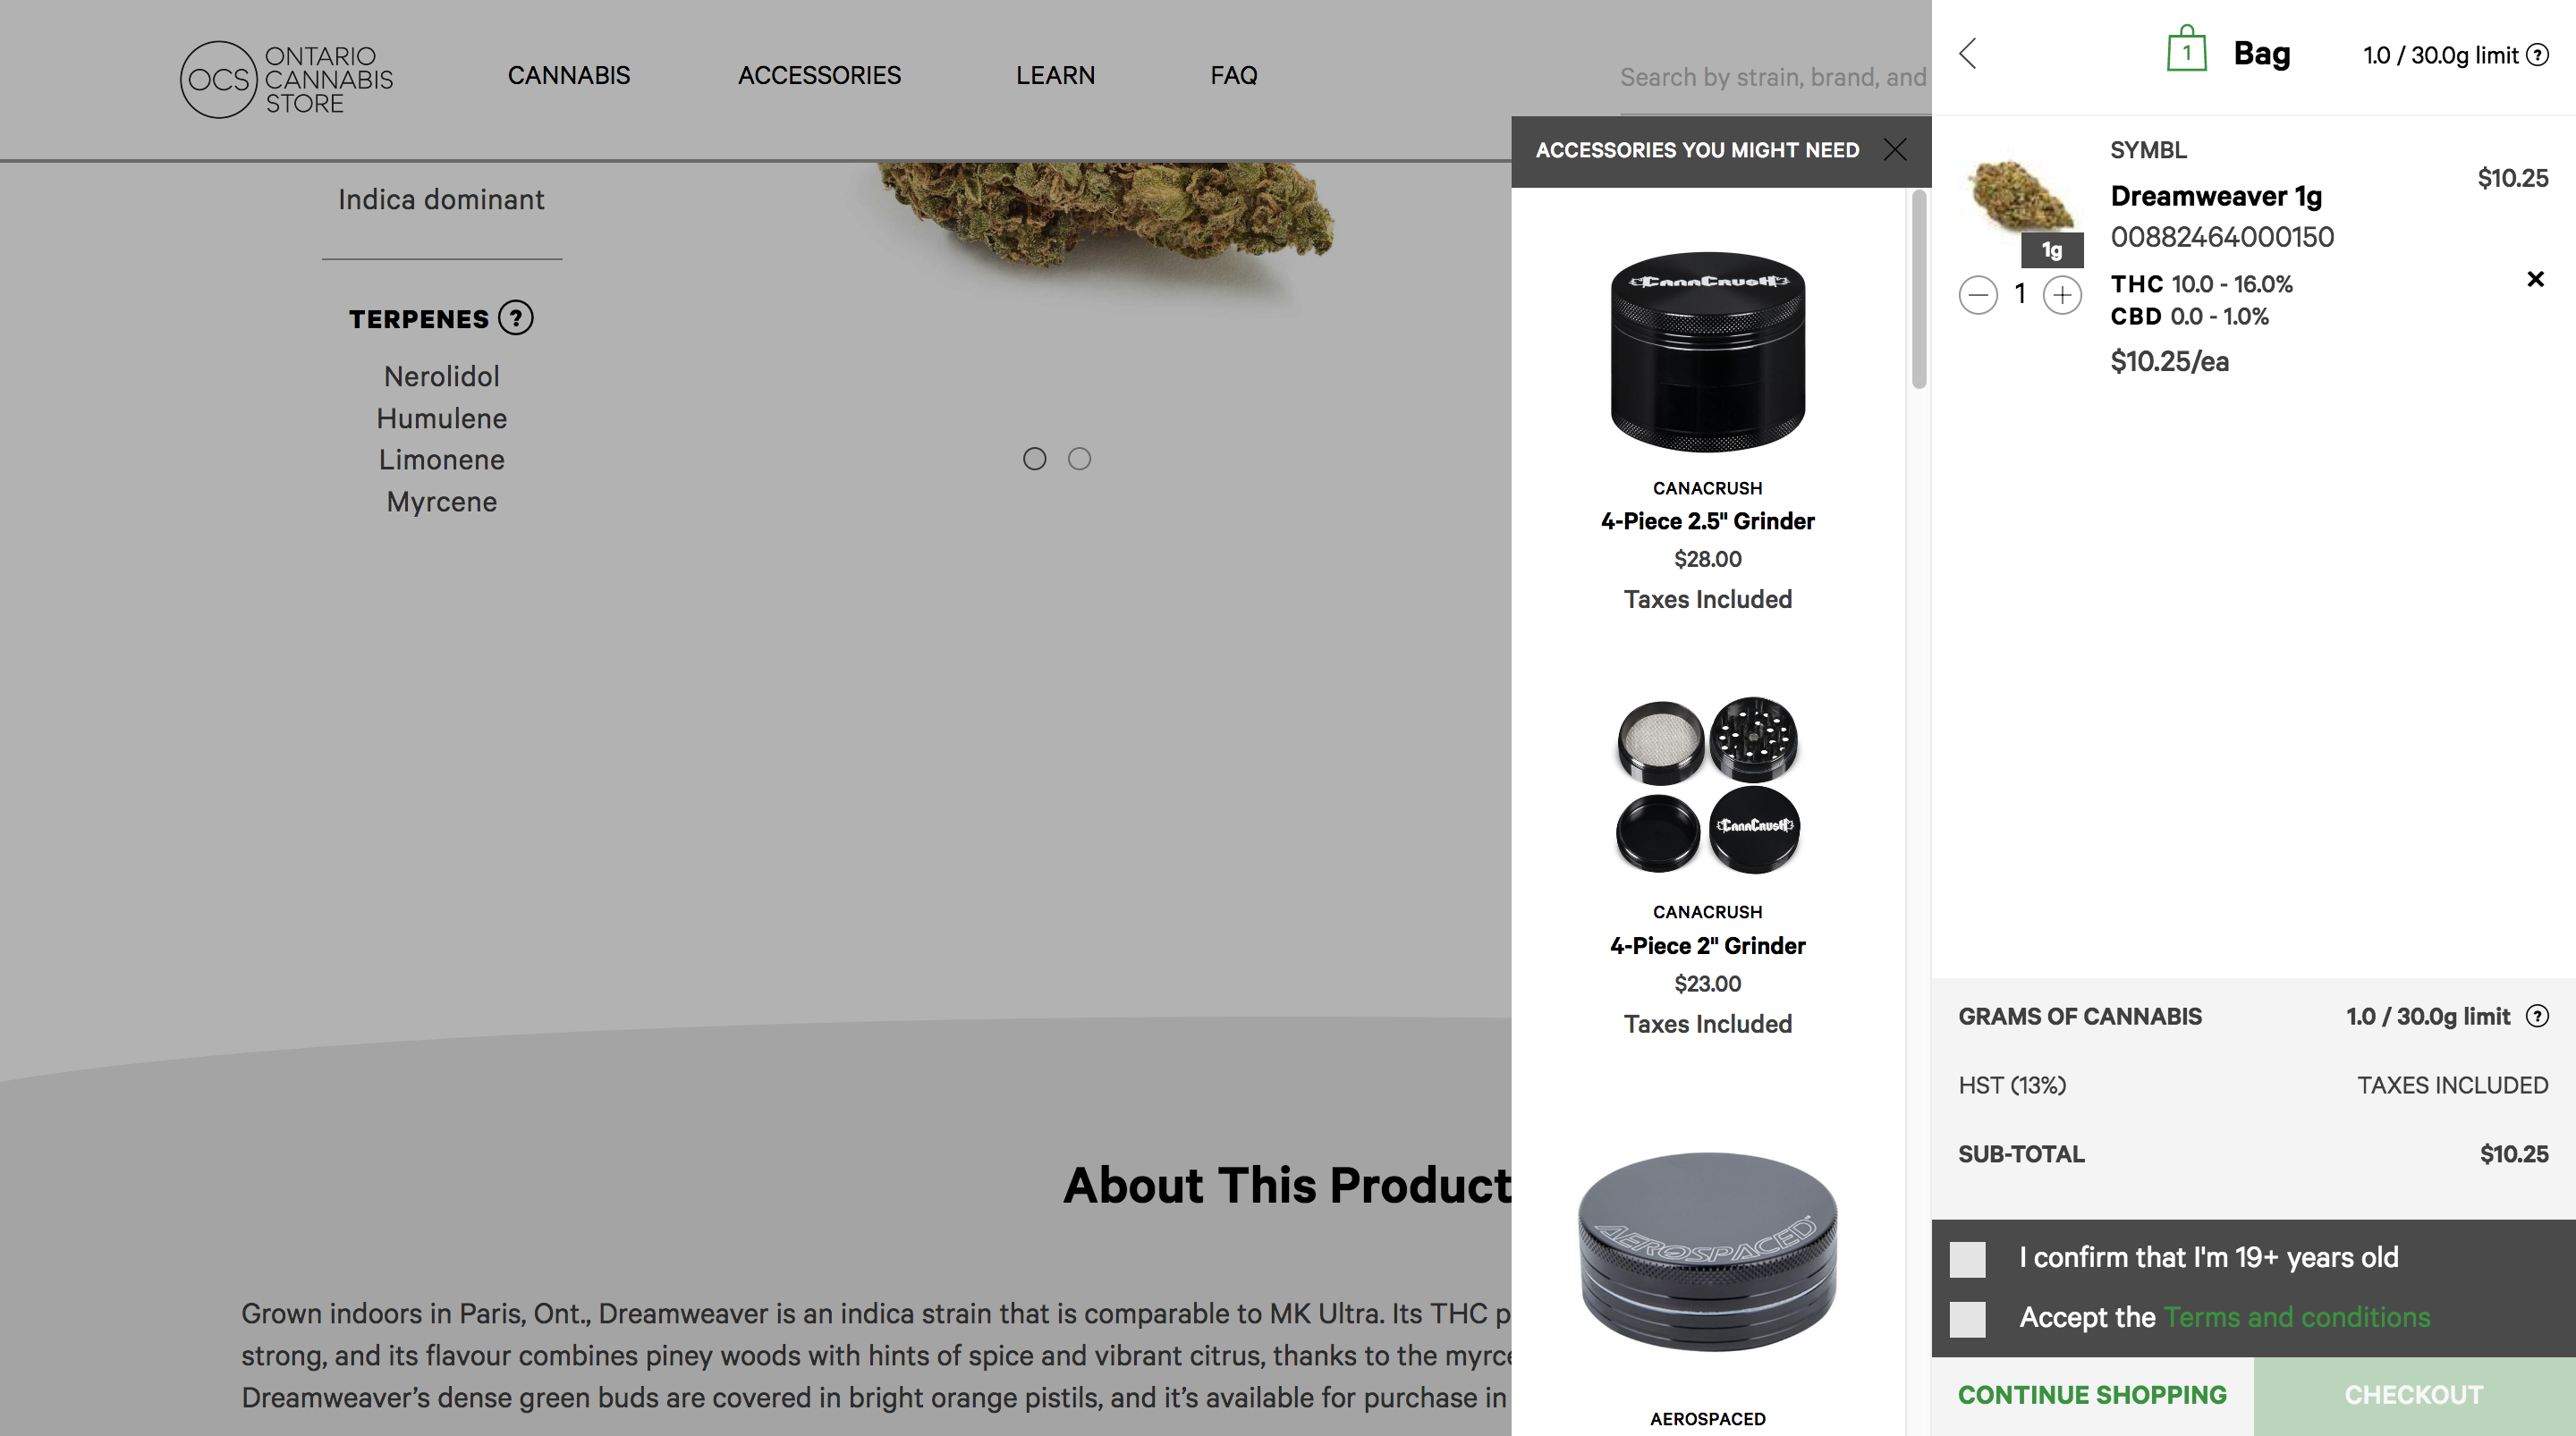 OCS
ONTARIO
CANNABIS
STORE
CANNABIS
ACCESSORIES
LEARN
FAQ
Search by strain, brand, and
Indica dominant
TERPENES ?
Nerolidol
Humulene
Limonene
Myrcene
About This Product
Grown indoors in Paris, Ont., Dreamweaver is an indica strain that is comparable to MK Ultra. Its THC p
strong, and its flavour combines piney woods with hints of spice and vibrant citrus, thanks to the myrce
Dreamweaver’s dense green buds are covered in bright orange pistils, and it’s available for purchase in
ACCESSORIES YOU MIGHT NEED
CANACRUSH
CANACRUSH
4-Piece 2.5" Grinder
$28.00
Taxes Included
CANACRUSH
CANACRUSH
4-Piece 2" Grinder
$23.00
Taxes Included
AEROSPACED
AEROSPACED
1
Bag
1.0 / 30.0g limit ?
SYMBL
Dreamweaver 1g
$10.25
00882464000150
1g
THC 10.0 - 16.0%
1
CBD 0.0 - 1.0%
$10.25/ea
GRAMS OF CANNABIS 1.0 / 30.0g limit ?
HST (13%) TAXES INCLUDED
SUB-TOTAL $10.25
I confirm that I'm 19+ years old
Accept the Terms and conditions
CONTINUE SHOPPING
CHECKOUT